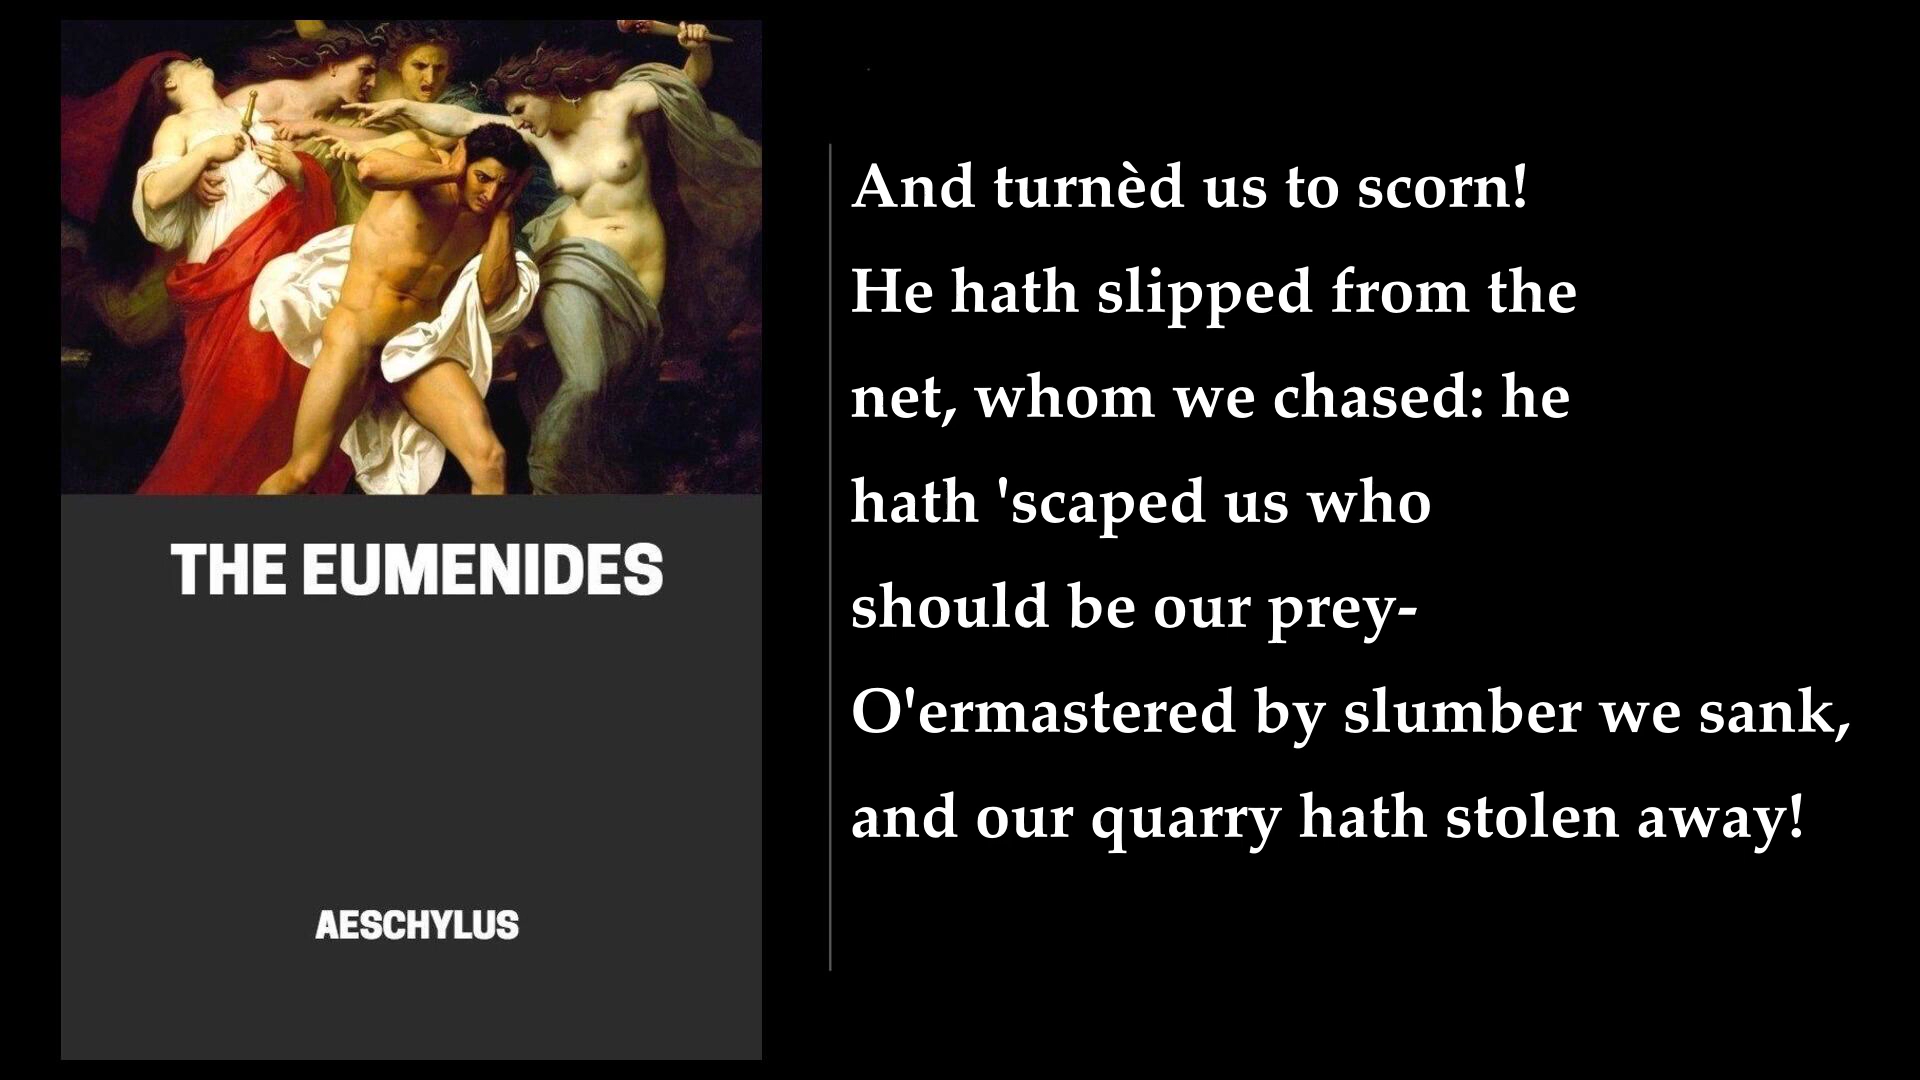 THE EUMENIDES
AESCHYLUS
And turnèd us to scorn!
He hath slipped from the
net, whom we chased: he
hath 'scaped us who
should be our prey-
O'ermastered by slumber we sank,
and our quarry hath stolen away!